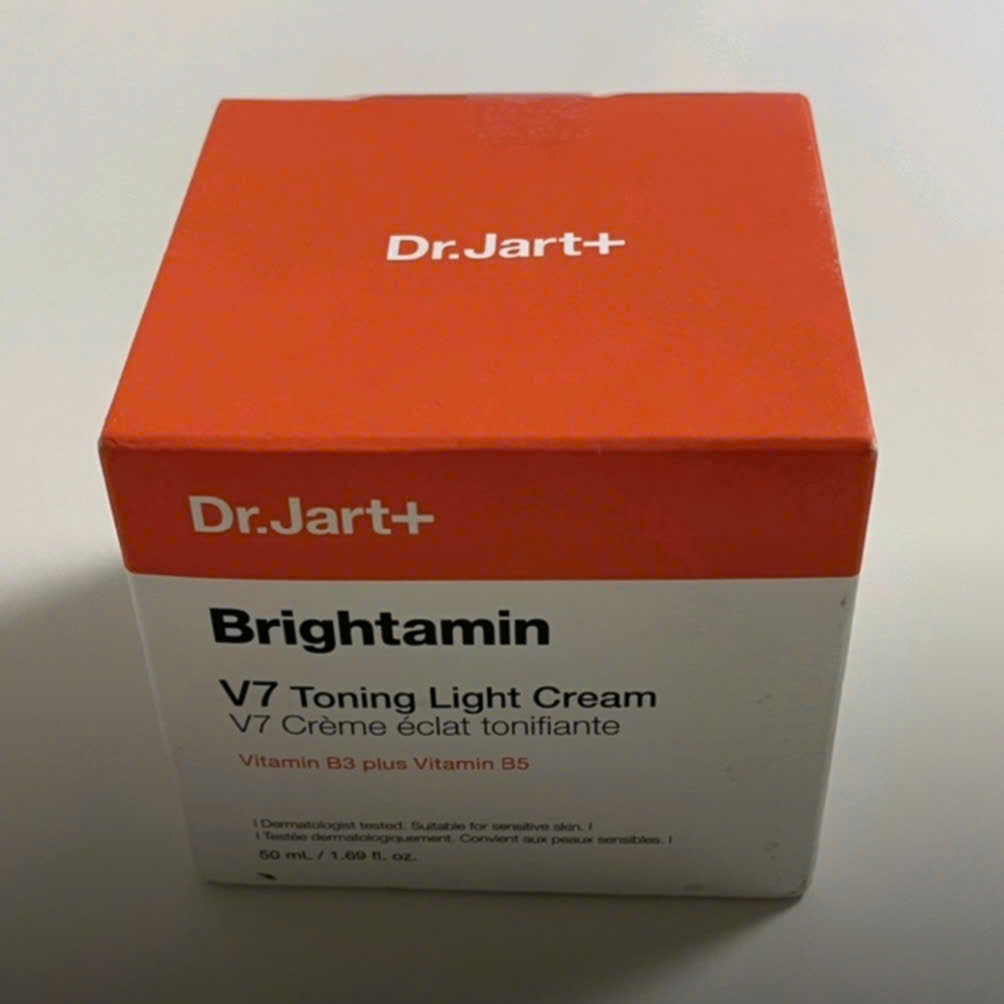 Dr.Jart+
Dr.Jart+
Brightamin
V7 Toning Light Cream
V7 Crème éclat tonifiante
Vitamin B3 plus Vitamin B5
| Dermatologist tested. Suitable for sensitive skin. |
| Testée dermatologiquement. Convient aux peaux sensibles. |
50 mL / 1.69 fl. oz.